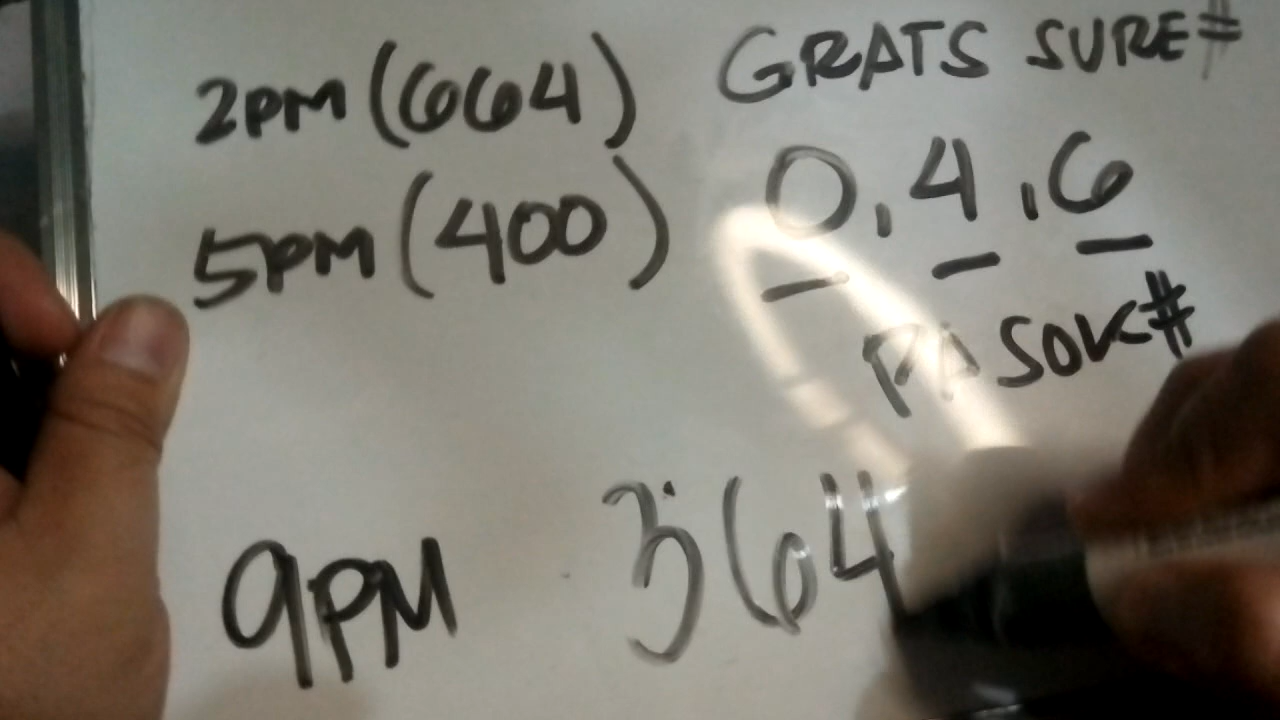 2PM (664)
5PM (400)
GRATS SURE#
0, 4, 6
PASOK#
9PM 364